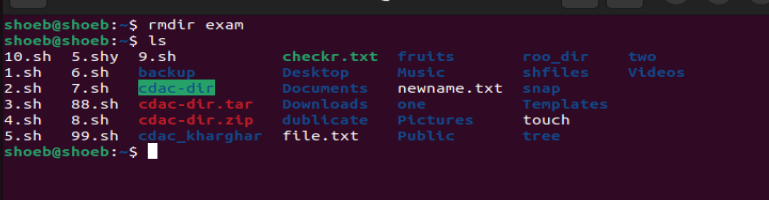 shoeb@shoeb:~$ rmdir exam
shoeb@shoeb:~$ ls
10.sh 5.shy 9.sh checkr.txt fruits roo_dir two
1.sh 6.sh backup Desktop Music shfiles Videos
2.sh 7.sh cdac-dir Documents newname.txt snap
3.sh 88.sh cdac-dir.tar Downloads one Templates
4.sh 8.sh cdac-dir.zip dublicate Pictures touch
5.sh 99.sh cdac_kharghar file.txt Public tree
shoeb@shoeb:~$